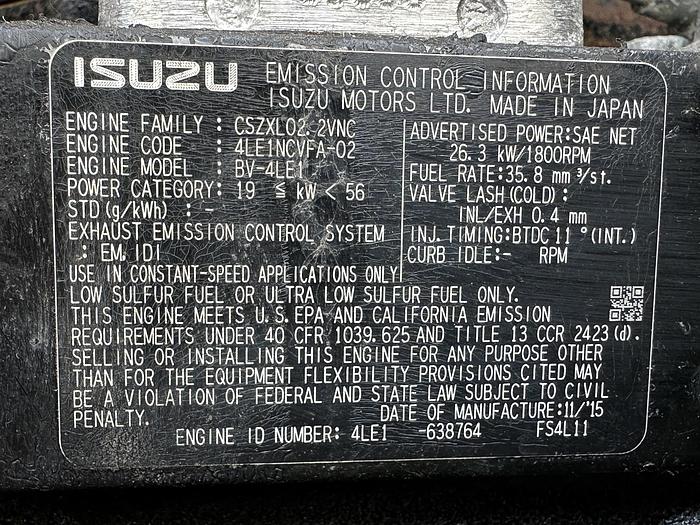 ISUZU EMISSION CONTROL INFORMATION
ISUZU MOTORS LTD. MADE IN JAPAN
ENGINE FAMILY : CSZXL02.2VNC
ENGINE CODE : 4LE1NCVFA-02
ENGINE MODEL : BV-4LE1
POWER CATEGORY: 19 ≦ kW < 56
STD (g/kWh) : -
EXHAUST EMISSION CONTROL SYSTEM
: EM, IDI
USE IN CONSTANT-SPEED APPLICATIONS ONLY
ADVERTISED POWER:SAE NET
26.3 kW/1800RPM
FUEL RATE:35.8 mm³/st.
VALVE LASH(COLD) :
INL/EXH 0.4 mm
INJ.TIMING:BTDC 11 °(INT.)
CURB IDLE:- RPM
LOW SULFUR FUEL OR ULTRA LOW SULFUR FUEL ONLY.
THIS ENGINE MEETS U.S.EPA AND CALIFORNIA EMISSION
REQUIREMENTS UNDER 40 CFR 1039.625 AND TITLE 13 CCR 2423(d).
SELLING OR INSTALLING THIS ENGINE FOR ANY PURPOSE OTHER
THAN FOR THE EQUIPMENT FLEXIBILITY PROVISIONS CITED MAY
BE A VIOLATION OF FEDERAL AND STATE LAW SUBJECT TO CIVIL
PENALTY. DATE OF MANUFACTURE:11/'15
ENGINE ID NUMBER: 4LE1 -638764 FS4L11